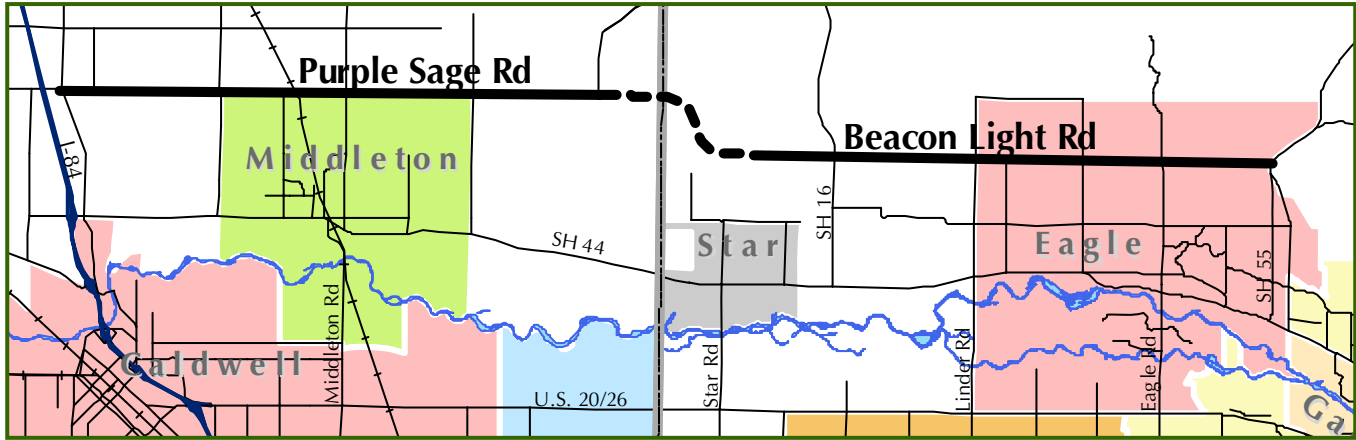 Purple Sage Rd
Beacon Light Rd
I-84
Middleton
SH 16
SH 44
Star
Eagle
SH 55
Middleton Rd
Caldwell
Star Rd
Linder Rd
Eagle Rd
U.S. 20/26
Ga